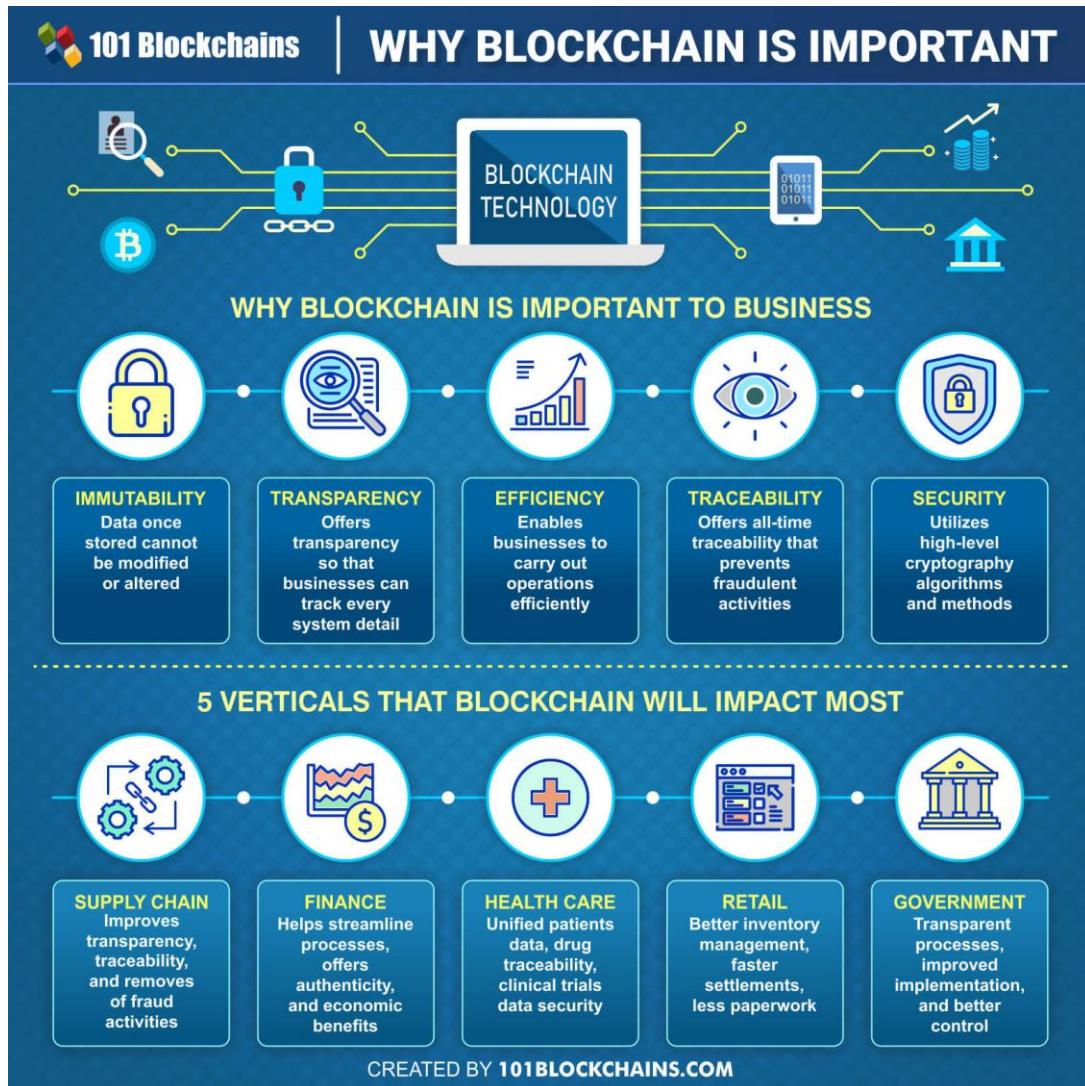 101 Blockchains
WHY BLOCKCHAIN IS IMPORTANT
BLOCKCHAIN
TECHNOLOGY
01011
01011
01011
WHY BLOCKCHAIN IS IMPORTANT TO BUSINESS
IMMUTABILITY
Data once
stored cannot
be modified
or altered
TRANSPARENCY
Offers
transparency
so that
businesses can
track every
system detail
EFFICIENCY
Enables
businesses to
carry out
operations
efficiently
TRACEABILITY
Offers all-time
traceability that
prevents
fraudulent
activities
SECURITY
Utilizes
high-level
cryptography
algorithms
and methods
5 VERTICALS THAT BLOCKCHAIN WILL IMPACT MOST
SUPPLY CHAIN
Improves
transparency,
traceability,
and removes
of fraud
activities
FINANCE
Helps streamline
processes,
offers
authenticity,
and economic
benefits
HEALTH CARE
Unified patients
data, drug
traceability,
clinical trials
data security
RETAIL
Better inventory
management,
faster
settlements,
less paperwork
GOVERNMENT
Transparent
processes,
improved
implementation,
and better
control
CREATED BY 101BLOCKCHAINS.COM